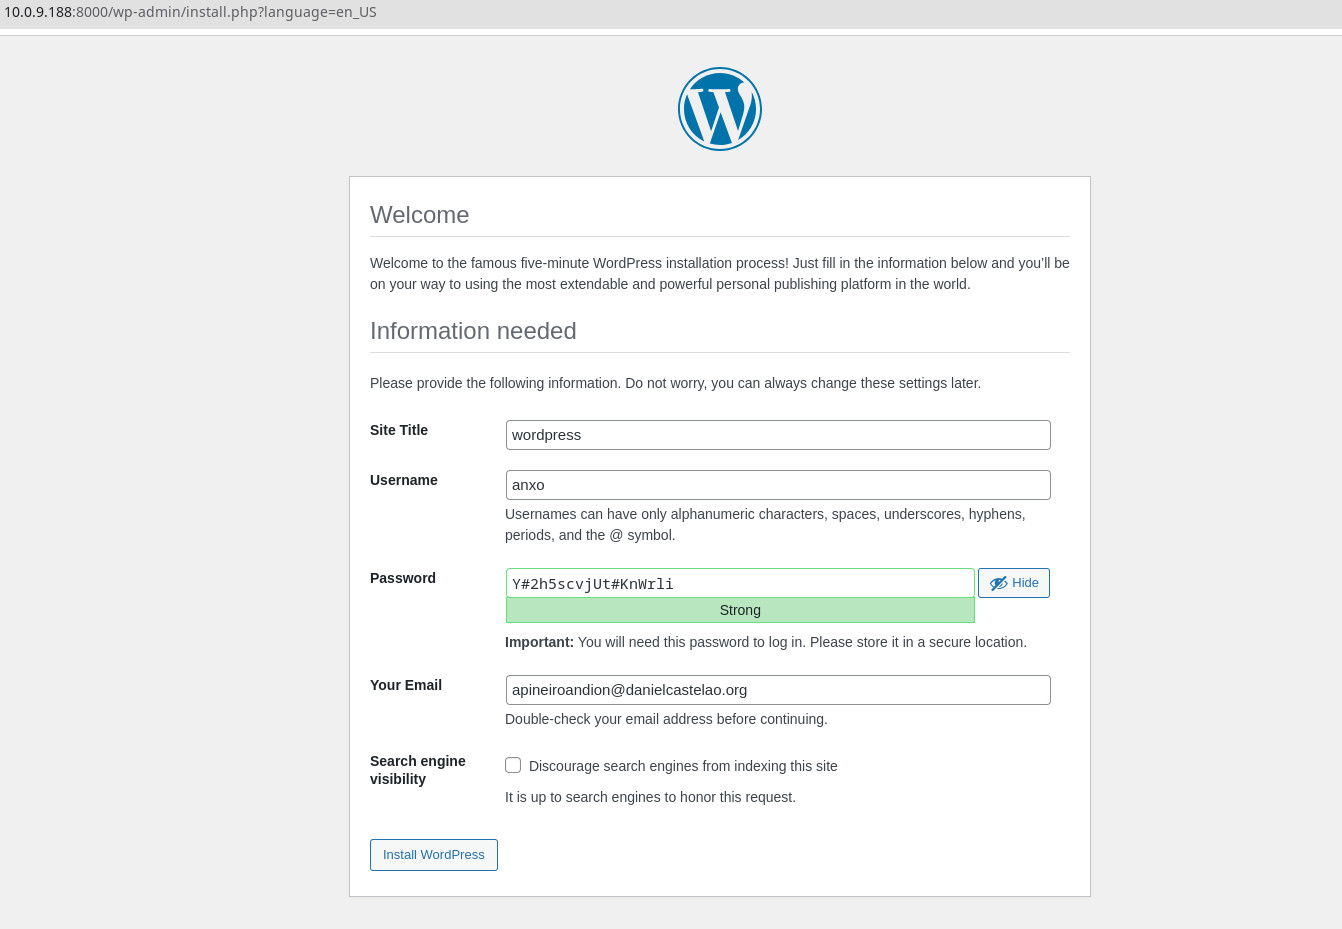 10.0.9.188:8000/wp-admin/install.php?language=en_US
Welcome
Welcome to the famous five-minute WordPress installation process! Just fill in the information below and you’ll be
on your way to using the most extendable and powerful personal publishing platform in the world.
Information needed
Please provide the following information. Do not worry, you can always change these settings later.
Site Title
wordpress
Username
anxo
Usernames can have only alphanumeric characters, spaces, underscores, hyphens,
periods, and the @ symbol.
Password
Y#2h5scvjUt#KnWrli
Hide
Strong
Important: You will need this password to log in. Please store it in a secure location.
Your Email
apineiroandion@danielcastelao.org
Double-check your email address before continuing.
Search engine
visibility
Discourage search engines from indexing this site
It is up to search engines to honor this request.
Install WordPress